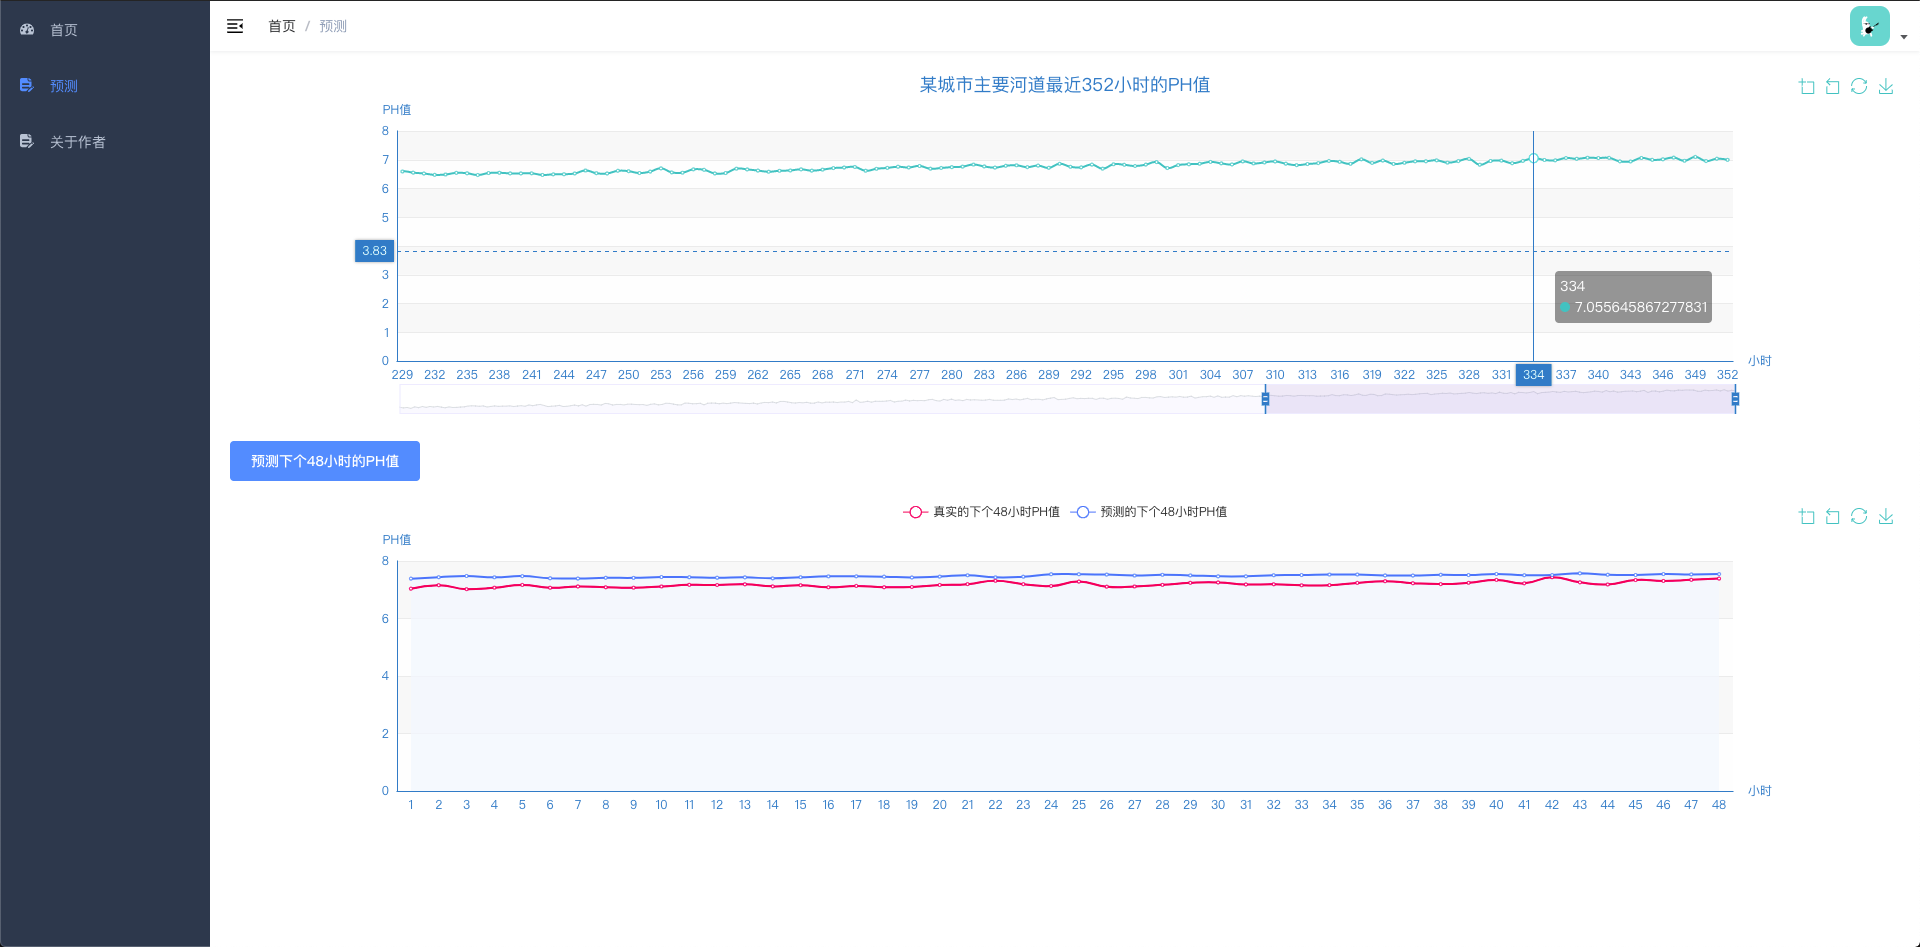 首页
预测
关于作者
首页 / 预测
某城市主要河道最近352小时的PH值
PH值
8
7
6
5
3.83
3
2
1
0
334
7.055645867277831
小时
229 232 235 238 241 244 247 250 253 256 259 262 265 268 271 274 277 280 283 286 289 292 295 298 301 304 307 310 313 316 319 322 325 328 331 334 337 340 343 346 349 352
预测下个48小时的PH值
真实的下个48小时PH值 预测的下个48小时PH值
PH值
8
6
4
2
0
小时
1 2 3 4 5 6 7 8 9 10 11 12 13 14 15 16 17 18 19 20 21 22 23 24 25 26 27 28 29 30 31 32 33 34 35 36 37 38 39 40 41 42 43 44 45 46 47 48